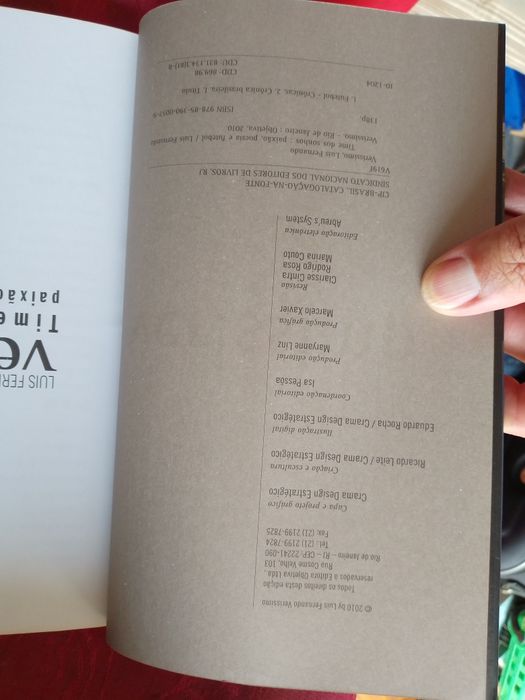 © 2010 by Luis Fernando Verissimo
Todos os direitos desta edição
reservados à Editora Objetiva Ltda.
Rua Cosme Velho, 103
Rio de Janeiro – RJ – CEP: 22241-090
Tel.: (21) 2199-7824
Fax: (21) 2199-7825
Capa e projeto gráfico
Crama Design Estratégico
Criação e escultura
Ricardo Leite / Crama Design Estratégico
Ilustração digital
Eduardo Rocha / Crama Design Estratégico
Coordenação editorial
Isa Pessôa
Produção editorial
Maryanne Linz
Produção gráfica
Marcelo Xavier
Revisão
Clarisse Cintra
Rodrigo Rosa
Marina Couto
Editoração eletrônica
Abreu's System
CIP-BRASIL. CATALOGAÇÃO-NA-FONTE
SINDICATO NACIONAL DOS EDITORES DE LIVROS, RJ
V619t
Verissimo, Luis Fernando
Time dos sonhos : paixão, poesia e futebol / Luis Fernando
Verissimo. - Rio de Janeiro : Objetiva, 2010.
ISBN 978-85-390-0057-9
1. Futebol - Crônicas. 2. Crônica brasileira. I. Título
10-1204 CDD: 869.98
CDU: 821.134.3(81)-8
LUIS FER
ve
Time
paixão